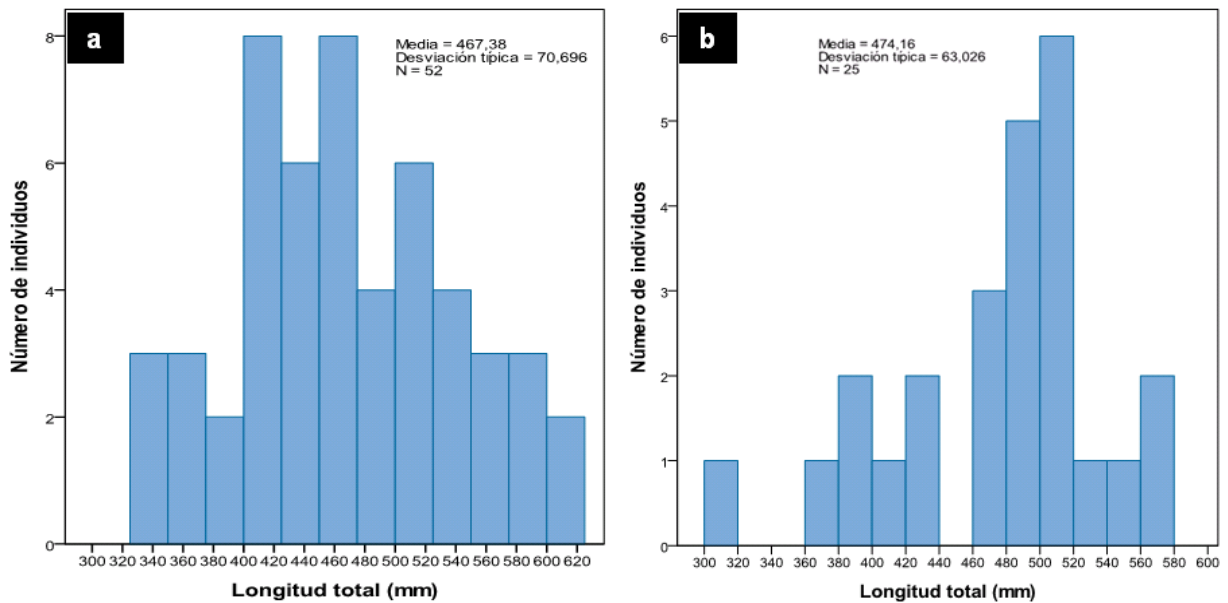 a
Media = 467,38
Desviación típica = 70,696
N = 52
8
6
4
2
0
Número de individuos
300 320 340 360 380 400 420 440 460 480 500 520 540 560 580 600 620
Longitud total (mm)
b
Media = 474,16
Desviación típica = 63,026
N = 25
6
5
4
3
2
1
0
Número de individuos
300 320 340 360 380 400 420 440 460 480 500 520 540 560 580 600
Longitud total (mm)